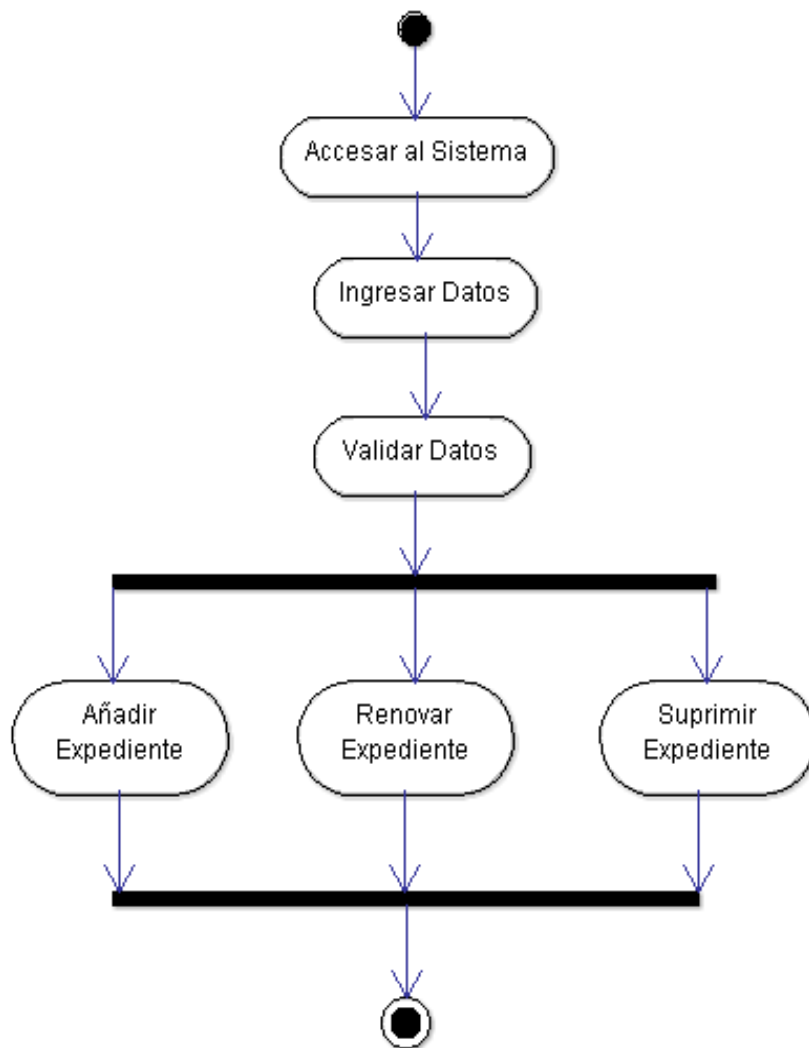 Accesar al Sistema
Ingresar Datos
Validar Datos
Añadir
Expediente
Renovar
Expediente
Suprimir
Expediente